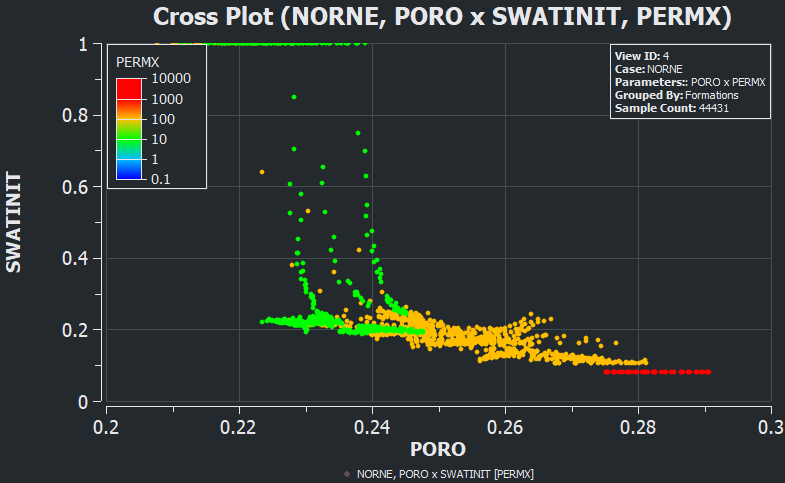 Cross Plot (NORNE, PORO x SWATINIT, PERMX)
SWATINIT
1
0.8
0.6
0.4
0.2
0
PERMX
10000
1000
100
10
1
0.1
View ID: 4
Case: NORNE
Parameters:: PORO x PERMX
Grouped By: Formations
Sample Count: 44431
0.2 0.22 0.24 0.26 0.28 0.3
PORO
NORNE, PORO x SWATINIT [PERMX]